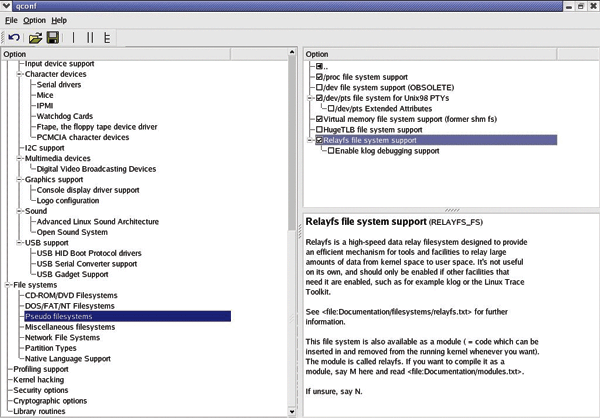 qconf
File Option Help
Option
Input device support
Character devices
Serial drivers
Mice
IPMI
Watchdog Cards
Ftape, the floppy tape device driver
PCMCIA character devices
I2C support
Multimedia devices
Digital Video Broadcasting Devices
Graphics support
Console display driver support
Logo configuration
Sound
Advanced Linux Sound Architecture
Open Sound System
USB support
USB HID Boot Protocol drivers
USB Serial Converter support
USB Gadget Support
File systems
CD-ROM/DVD Filesystems
DOS/FAT/NT Filesystems
Pseudo filesystems
Miscellaneous filesystems
Network File Systems
Partition Types
Native Language Support
Profiling support
Kernel hacking
Security options
Cryptographic options
Library routines
Option
..
/proc file system support
/dev file system support (OBSOLETE)
/dev/pts file system for Unix98 PTYs
/dev/pts Extended Attributes
Virtual memory file system support (former shm fs)
HugeTLB file system support
Relayfs file system support
Enable klog debugging support
Relayfs file system support (RELAYFS_FS)
Relayfs is a high-speed data relay filesystem designed to provide
an efficient mechanism for tools and facilities to relay large
amounts of data from kernel space to user space. It's not useful
on its own, and should only be enabled if other facilities that
need it are enabled, such as for example klog or the Linux Trace
Toolkit.
See <file:Documentation/filesystems/relayfs.txt> for further
information.
This file system is also available as a module ( = code which can be
inserted in and removed from the running kernel whenever you want).
The module is called relayfs. If you want to compile it as a
module, say M here and read <file:Documentation/modules.txt>.
If unsure, say N.